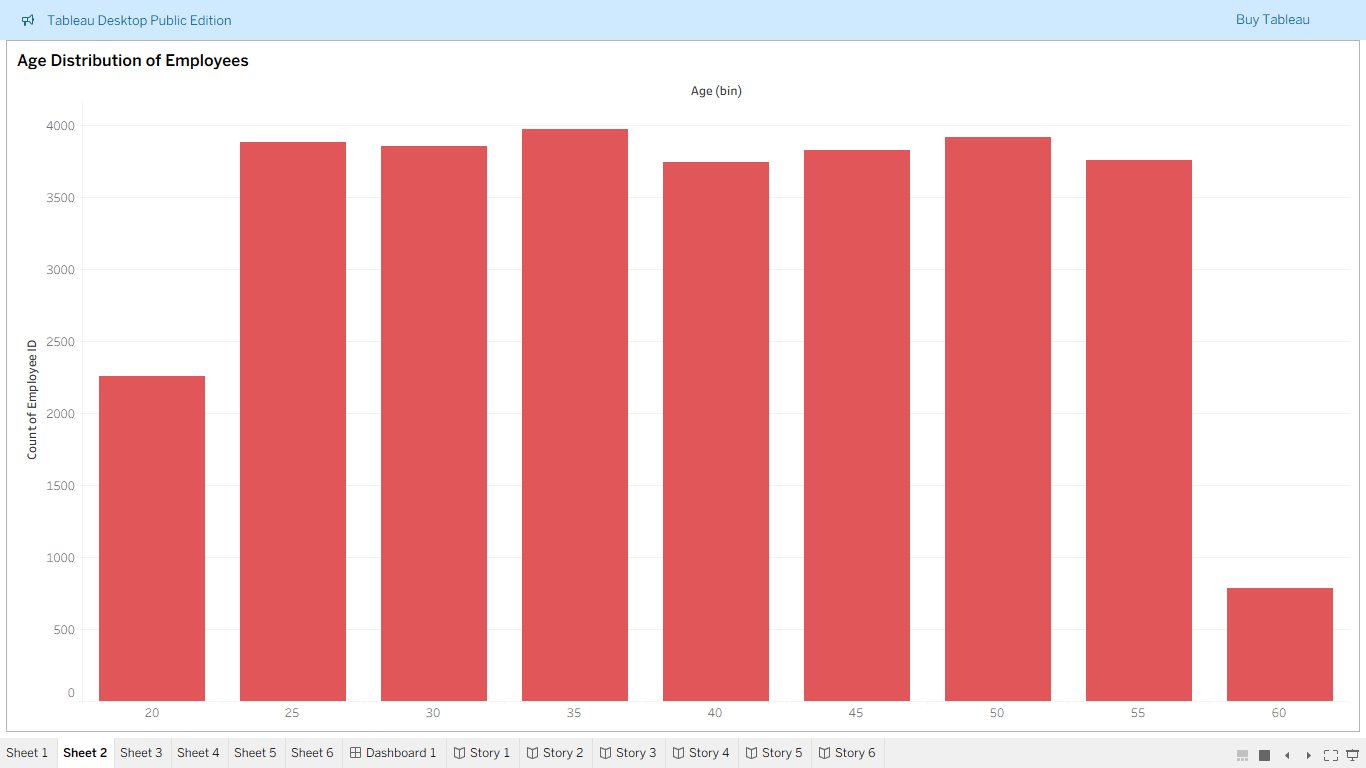 Tableau Desktop Public Edition
Buy Tableau
Age Distribution of Employees
Age (bin)
4000
3500
3000
2500
2000
1500
1000
500
0
Count of Employee ID
20 25 30 35 40 45 50 55 60
Sheet 1 Sheet 2 Sheet 3 Sheet 4 Sheet 5 Sheet 6 Dashboard 1 Story 1 Story 2 Story 3 Story 4 Story 5 Story 6